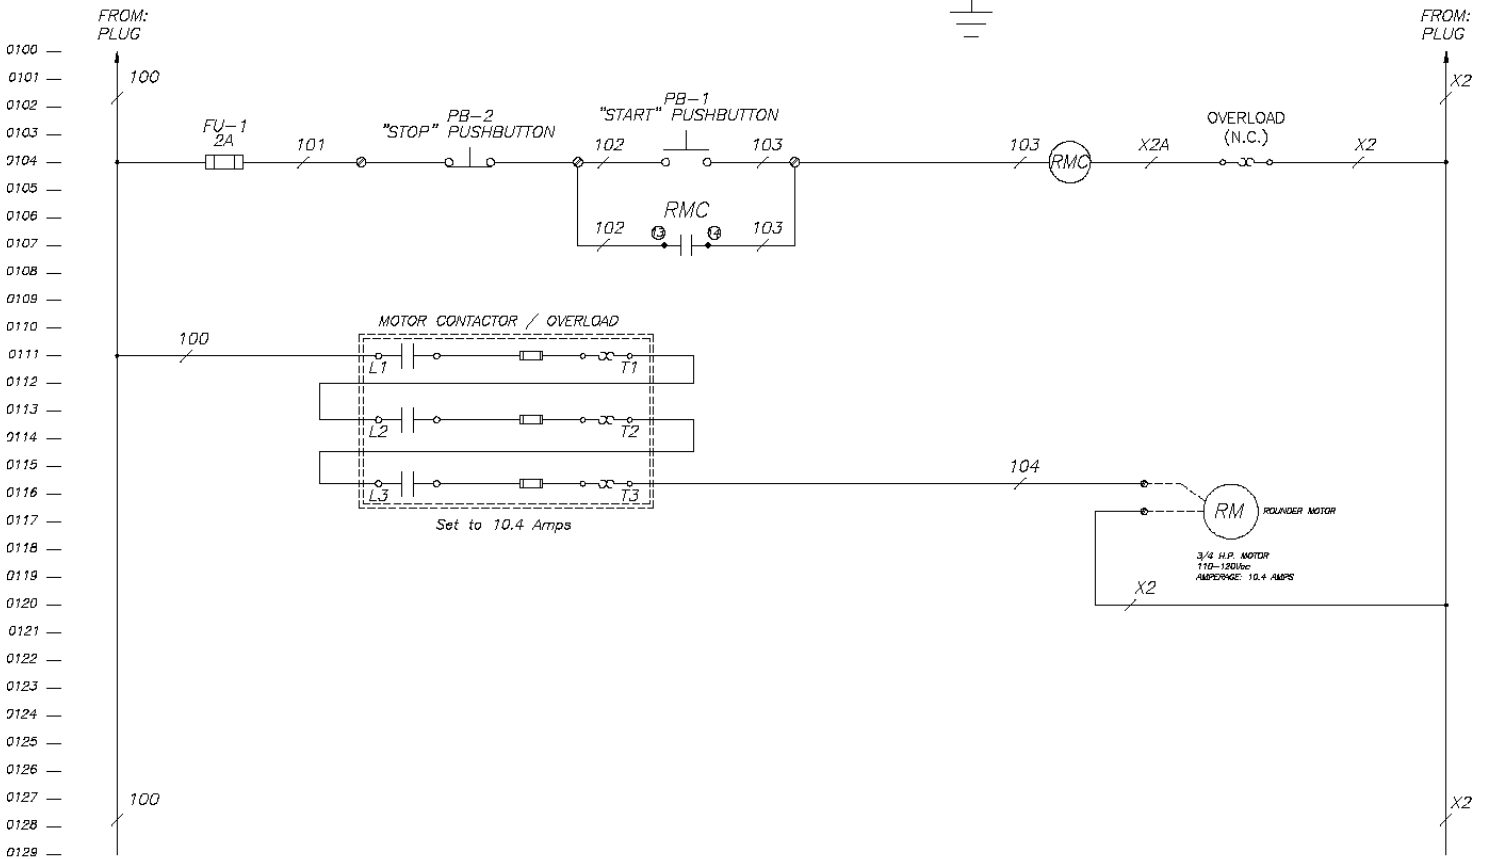 FROM:
PLUG
FROM:
PLUG
0100
0101
100
X2
0102
PB-1
"START" PUSHBUTTON
PB-2
"STOP" PUSHBUTTON
OVERLOAD
(N.C.)
0103
FU-1
2A
101
102
103
103
X2A
X2
0104
RMC
0105
0106
RMC
102
13
14
103
0107
0108
0109
0110
MOTOR CONTACTOR / OVERLOAD
100
0111
L1
T1
0112
0113
L2
T2
0114
0115
104
0116
L3
T3
0117
Set to 10.4 Amps
RM
ROUNDER MOTOR
0118
3/4 H.P. MOTOR
110-120Vac
AMPERAGE: 10.4 AMPS
0119
X2
0120
0121
0122
0123
0124
0125
0126
0127
100
X2
0128
0129